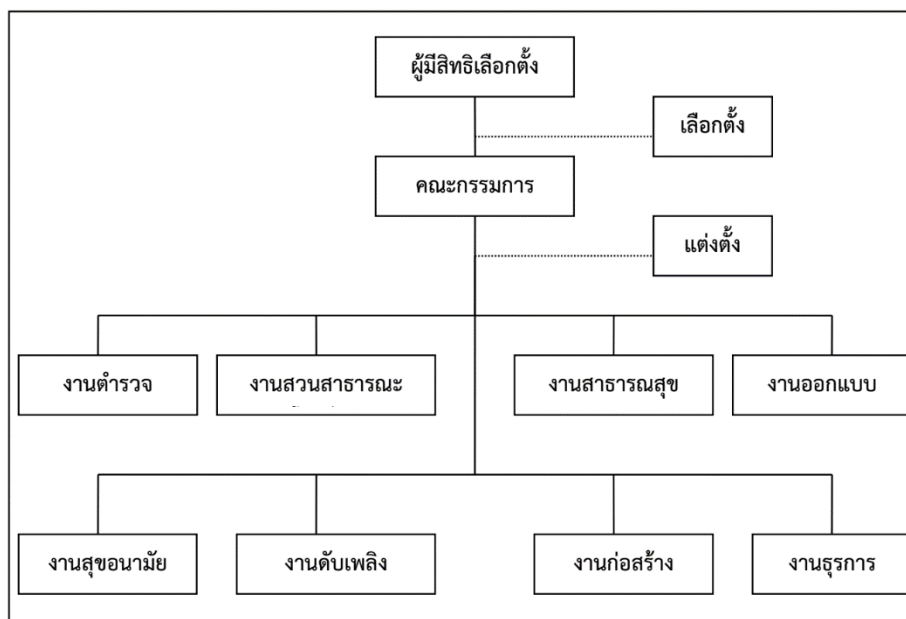 ผู้มีสิทธิเลือกตั้ง
เลือกตั้ง
คณะกรรมการ
แต่งตั้ง
งานตำรวจ
งานสวนสาธารณะ
งานสาธารณสุข
งานออกแบบ
งานสุขอนามัย
งานดับเพลิง
งานก่อสร้าง
งานธุรการ